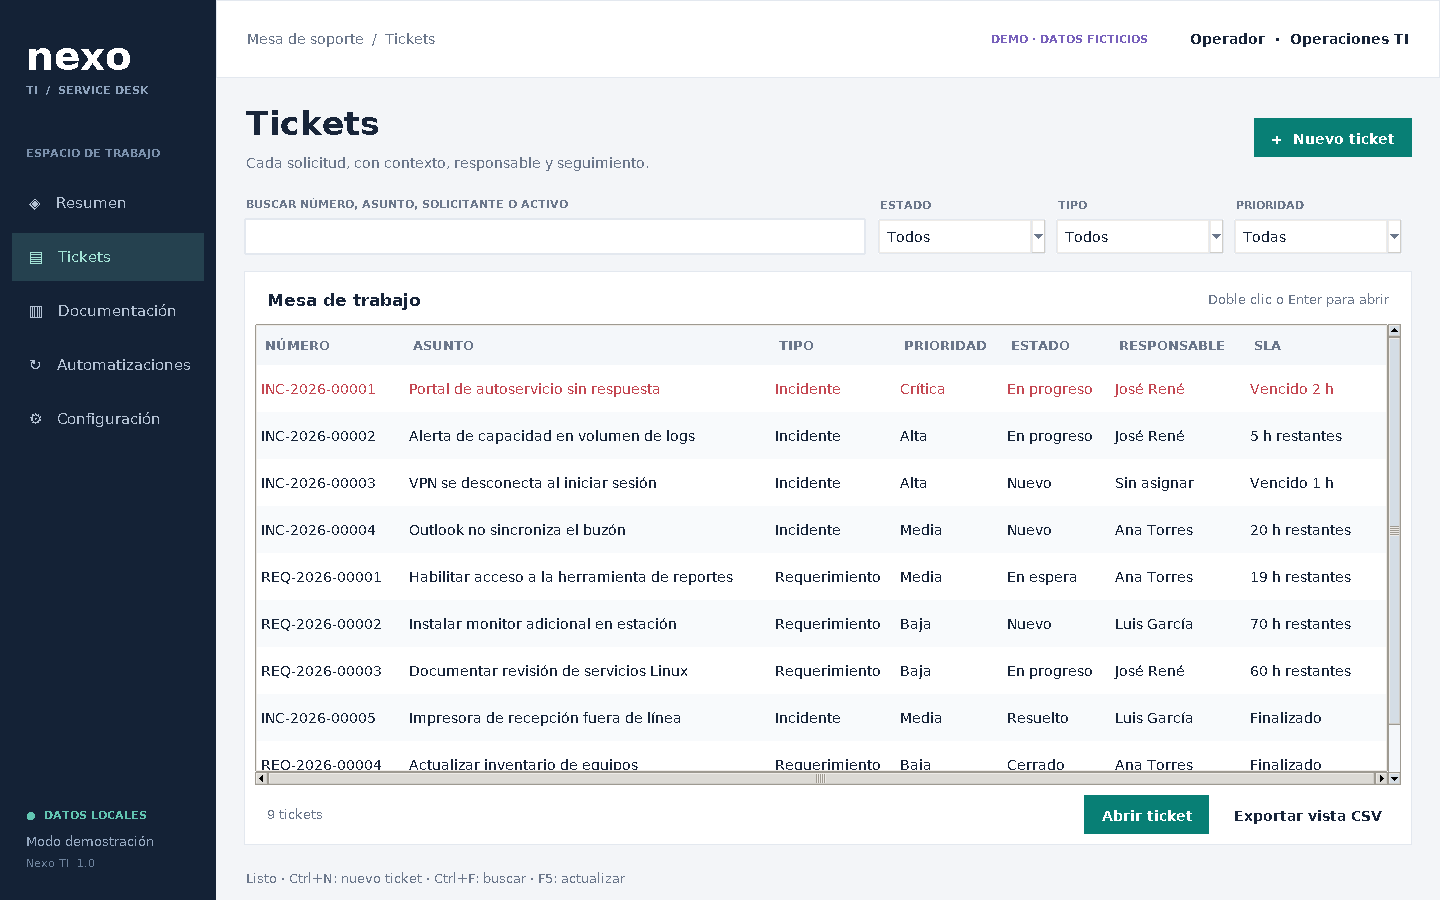 nexo
TI / SERVICE DESK
ESPACIO DE TRABAJO
Resumen
Tickets
Documentación
Automatizaciones
Configuración
DATOS LOCALES
Modo demostración
Nexo TI 1.0
Mesa de soporte / Tickets
DEMO · DATOS FICTICIOS
Operador · Operaciones TI
Tickets
Cada solicitud, con contexto, responsable y seguimiento.
+ Nuevo ticket
BUSCAR NÚMERO, ASUNTO, SOLICITANTE O ACTIVO
ESTADO TIPO PRIORIDAD
Todos Todos Todas
Mesa de trabajo
Doble clic o Enter para abrir
NÚMERO ASUNTO TIPO PRIORIDAD ESTADO RESPONSABLE SLA
INC-2026-00001 Portal de autoservicio sin respuesta Incidente Crítica En progreso José René Vencido 2 h
INC-2026-00002 Alerta de capacidad en volumen de logs Incidente Alta En progreso José René 5 h restantes
INC-2026-00003 VPN se desconecta al iniciar sesión Incidente Alta Nuevo Sin asignar Vencido 1 h
INC-2026-00004 Outlook no sincroniza el buzón Incidente Media Nuevo Ana Torres 20 h restantes
REQ-2026-00001 Habilitar acceso a la herramienta de reportes Requerimiento Media En espera Ana Torres 19 h restantes
REQ-2026-00002 Instalar monitor adicional en estación Requerimiento Baja Nuevo Luis García 70 h restantes
REQ-2026-00003 Documentar revisión de servicios Linux Requerimiento Baja En progreso José René 60 h restantes
INC-2026-00005 Impresora de recepción fuera de línea Incidente Media Resuelto Luis García Finalizado
REQ-2026-00004 Actualizar inventario de equipos Requerimiento Baja Cerrado Ana Torres Finalizado
9 tickets
Abrir ticket
Exportar vista CSV
Listo · Ctrl+N: nuevo ticket · Ctrl+F: buscar · F5: actualizar